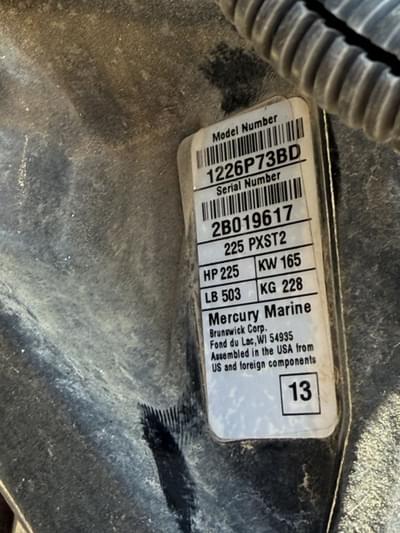 Model Number
1226P73BD
Serial Number
2B019617
225 PXST2
HP 225 KW 165
LB 503 KG 228
Mercury Marine
Brunswick Corp.
Fond du Lac, WI 54935
Assembled in the USA from
US and foreign components
13